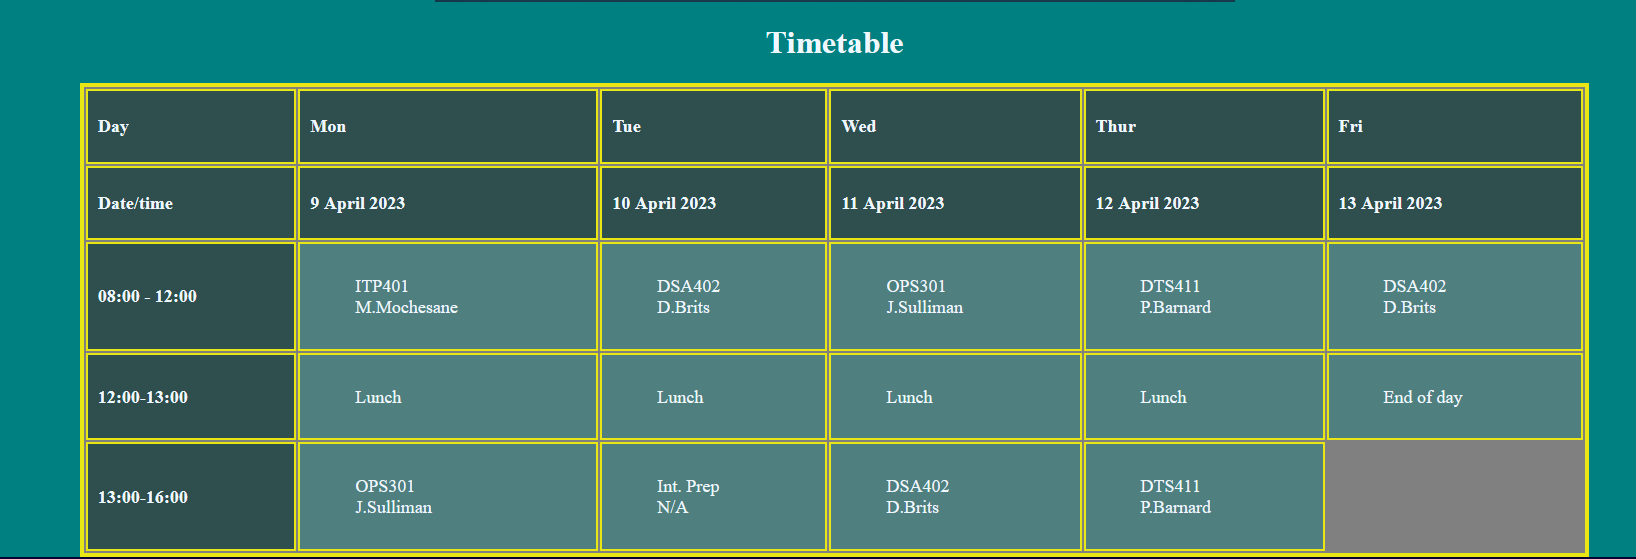 Timetable
Day Mon Tue Wed Thur Fri
Date/time 9 April 2023 10 April 2023 11 April 2023 12 April 2023 13 April 2023
08:00 - 12:00 ITP401 DSA402 OPS301 DTS411 DSA402
M.Mochesane D.Brits J.Sulliman P.Barnard D.Brits
12:00-13:00 Lunch Lunch Lunch Lunch End of day
13:00-16:00 OPS301 Int. Prep DSA402 DTS411
J.Sulliman N/A D.Brits P.Barnard